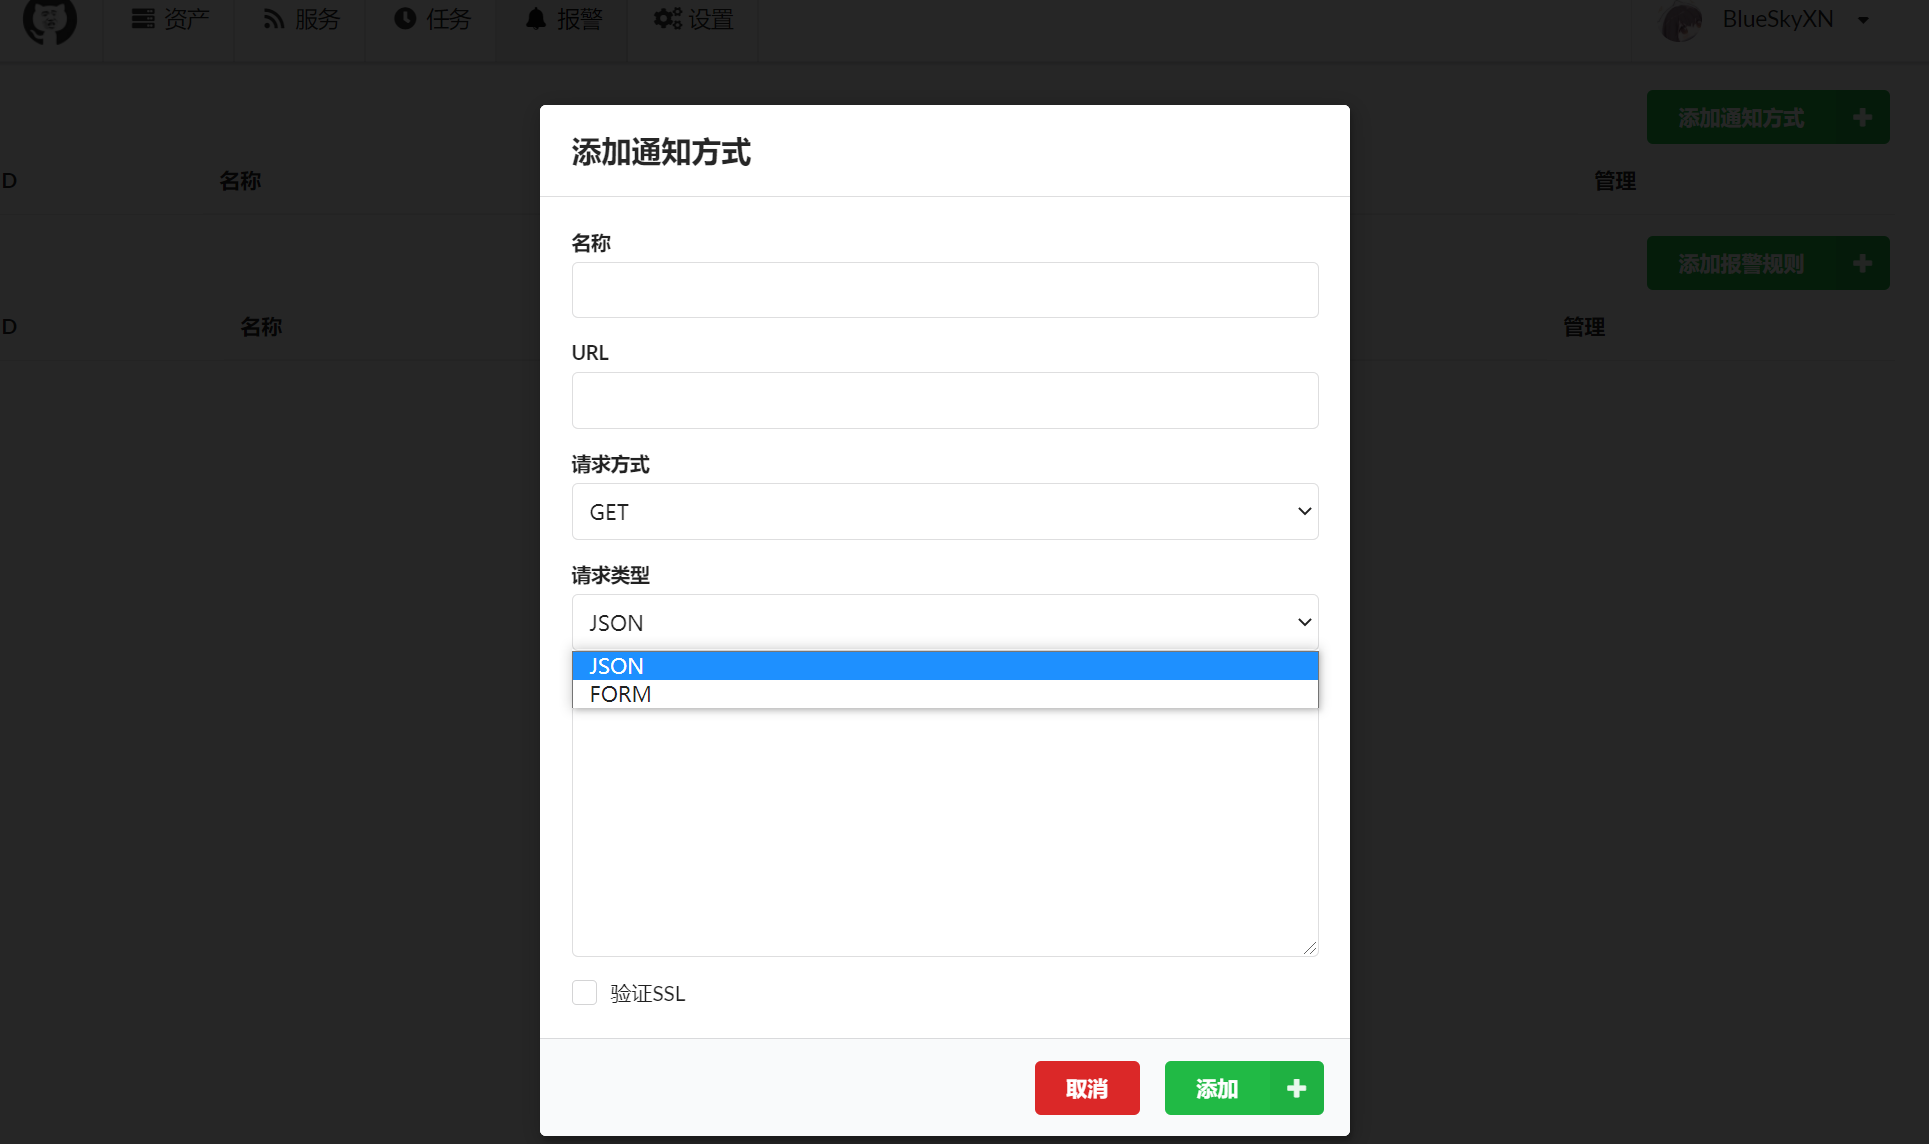 资产 服务 任务 报警 设置 BlueSkyXN
添加通知方式
D 名称 管理
添加报警规则
D 名称 管理
添加通知方式
名称
URL
请求方式
GET
请求类型
JSON
JSON
FORM
验证SSL
取消 添加